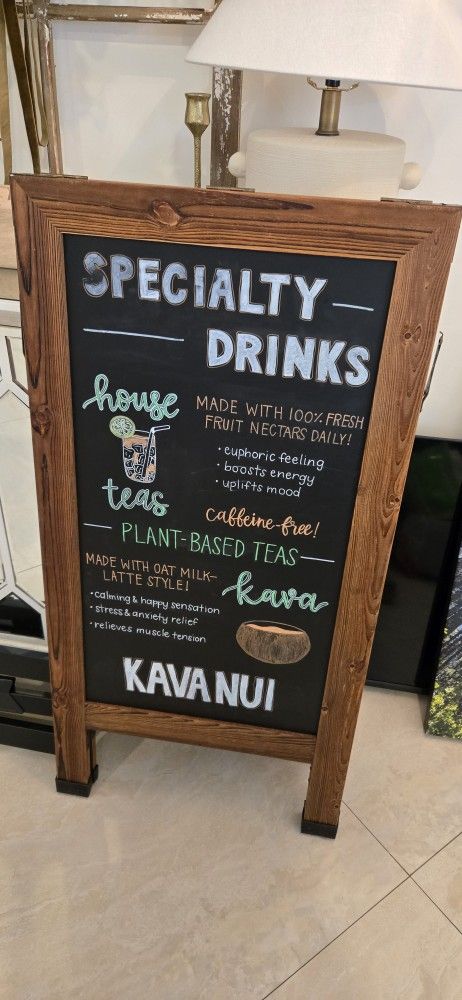 SPECIALTY
DRINKS
house
teas
MADE WITH 100% FRESH
FRUIT NECTARS DAILY!
• euphoric feeling
• boosts energy
• uplifts mood
caffeine-free!
PLANT-BASED TEAS
MADE WITH OAT MILK-
LATTE STYLE!
• calming & happy sensation
• stress & anxiety relief
• relieves muscle tension
kava
KAVA NUI